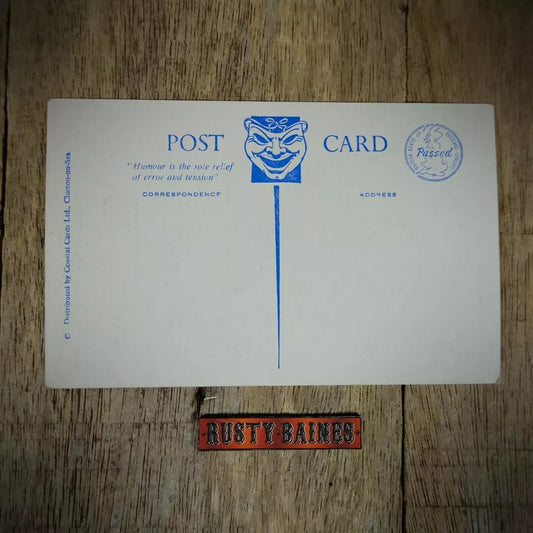 POST CARD
"Humour is the sole relief
of error and tension"
CORRESPONDENCE
ADDRESS
Passed
© Distributed by Coastal Cards Ltd., Clacton-on-Sea
RUSTY·BAINES